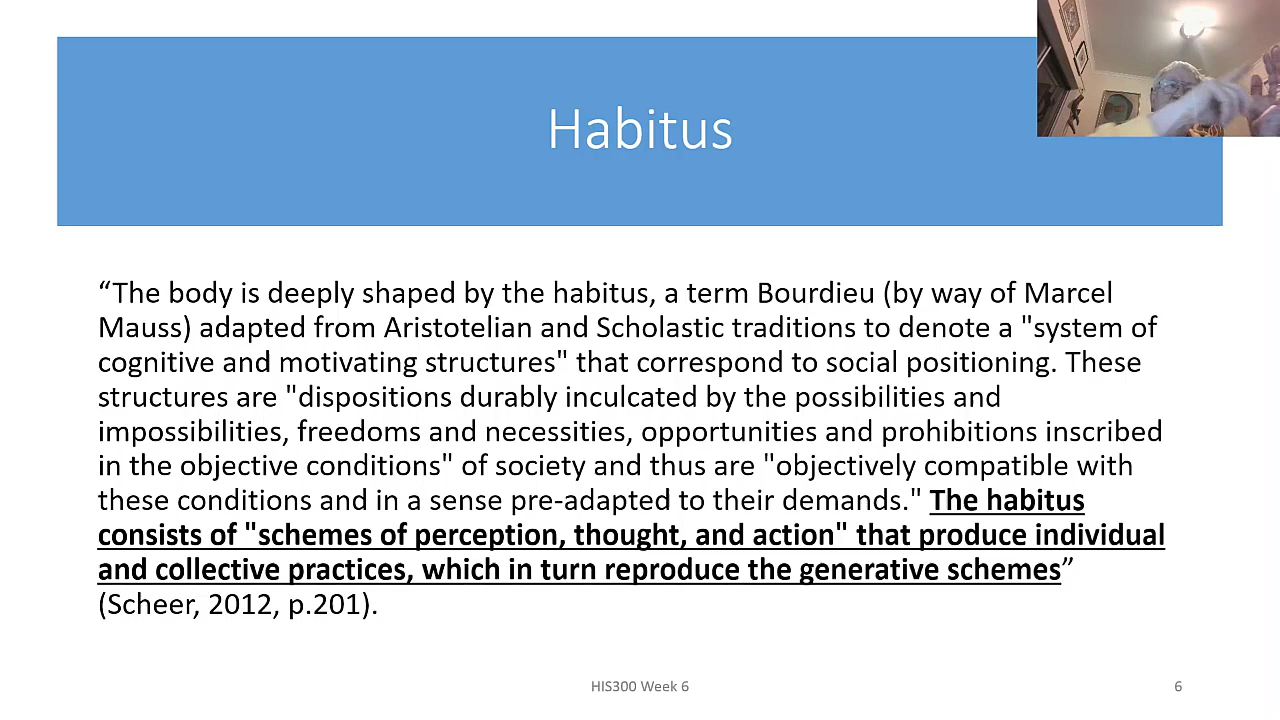 Habitus
“The body is deeply shaped by the habitus, a term Bourdieu (by way of Marcel
Mauss) adapted from Aristotelian and Scholastic traditions to denote a "system of
cognitive and motivating structures" that correspond to social positioning. These
structures are "dispositions durably inculcated by the possibilities and
impossibilities, freedoms and necessities, opportunities and prohibitions inscribed
in the objective conditions" of society and thus are "objectively compatible with
these conditions and in a sense pre-adapted to their demands." The habitus
consists of "schemes of perception, thought, and action" that produce individual
and collective practices, which in turn reproduce the generative schemes”
(Scheer, 2012, p.201).
HIS300 Week 6
6